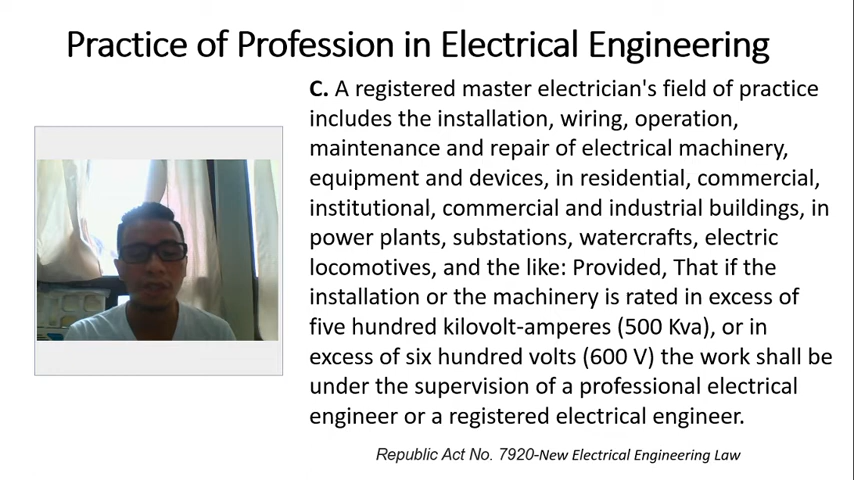 Practice of Profession in Electrical Engineering
C. A registered master electrician's field of practice
includes the installation, wiring, operation,
maintenance and repair of electrical machinery,
equipment and devices, in residential, commercial,
institutional, commercial and industrial buildings, in
power plants, substations, watercrafts, electric
locomotives, and the like: Provided, That if the
installation or the machinery is rated in excess of
five hundred kilovolt-amperes (500 Kva), or in
excess of six hundred volts (600 V) the work shall be
under the supervision of a professional electrical
engineer or a registered electrical engineer.
Republic Act No. 7920-New Electrical Engineering Law